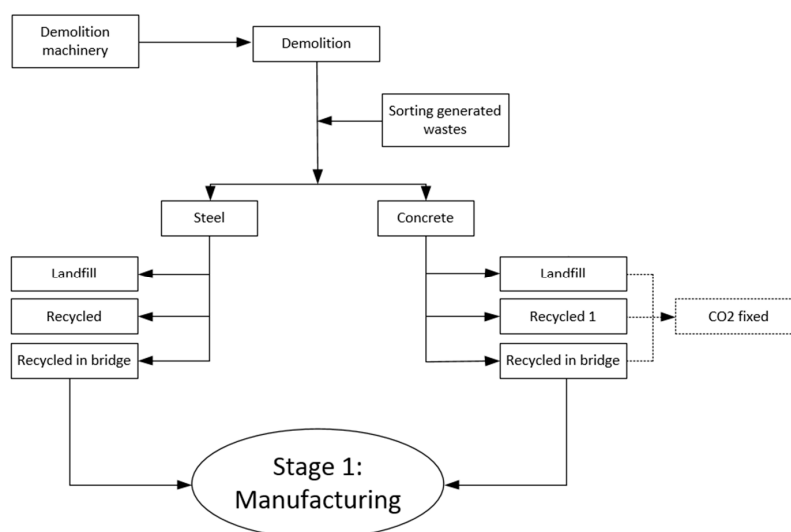 Demolition
machinery
Demolition
Sorting generated
wastes
Steel
Concrete
Landfill
Landfill
Recycled
Recycled 1
CO2 fixed
Recycled in bridge
Recycled in bridge
Stage 1:
Manufacturing